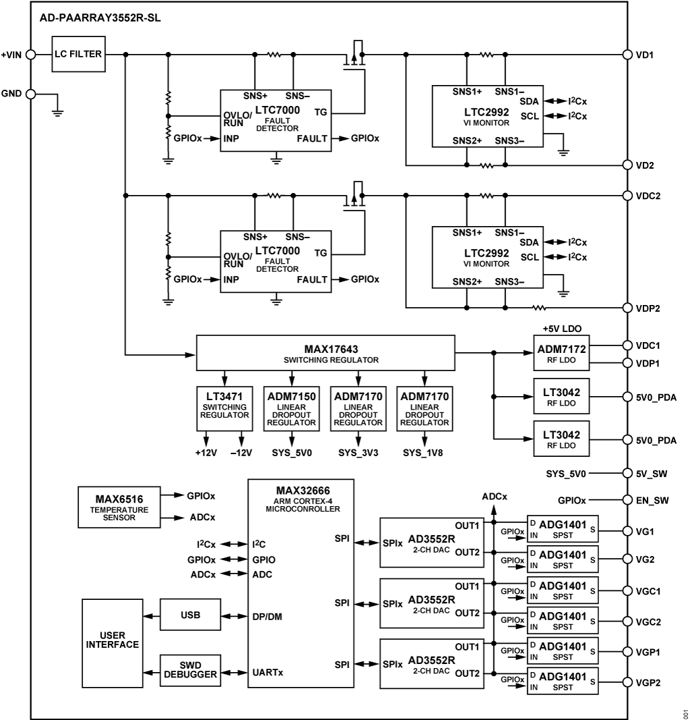 AD-PAARRAY3552R-SL
+VIN
LC FILTER
GND
VD1
SNS+ SNS–
LTC7000
FAULT
DETECTOR
OVLO/
RUN
TG
GPIOx
INP
FAULT
GPIOx
SNS1+ SNS1–
LTC2992
VI MONITOR
SDA
I2Cx
SCL
I2Cx
SNS2+ SNS3–
VD2
VDC2
SNS+ SNS–
LTC7000
FAULT
DETECTOR
OVLO/
RUN
TG
GPIOx
INP
FAULT
GPIOx
SNS1+ SNS1–
LTC2992
VI MONITOR
SDA
I2Cx
SCL
I2Cx
SNS2+ SNS3–
VDP2
MAX17643
SWITCHING REGULATOR
+5V LDO
ADM7172
RF LDO
VDC1
VDP1
LT3471
SWITCHING
REGULATOR
ADM7150
LINEAR
DROPOUT
REGULATOR
ADM7170
LINEAR
DROPOUT
REGULATOR
ADM7170
LINEAR
DROPOUT
REGULATOR
LT3042
RF LDO
5V0_PDA
LT3042
RF LDO
5V0_PDA
+12V
–12V
SYS_5V0
SYS_3V3
SYS_1V8
SYS_5V0
5V_SW
GPIOx
EN_SW
MAX6516
TEMPERATURE
SENSOR
GPIOx
ADCx
MAX32666
ARM CORTEX-4
MICROCONROLLER
I2Cx
I2C
GPIOx
GPIO
ADCx
ADC
SPI
SPI
SPI
DP/DM
UARTx
USER
INTERFACE
USB
SWD
DEBUGGER
ADCx
SPIx
AD3552R
2-CH DAC
OUT1
OUT2
SPIx
AD3552R
2-CH DAC
OUT1
OUT2
SPIx
AD3552R
2-CH DAC
OUT1
OUT2
GPIOx
D ADG1401 S
IN SPST
VG1
GPIOx
D ADG1401 S
IN SPST
VG2
GPIOx
D ADG1401 S
IN SPST
VGC1
GPIOx
D ADG1401 S
IN SPST
VGC2
GPIOx
D ADG1401 S
IN SPST
VGP1
GPIOx
D ADG1401 S
IN SPST
VGP2
001